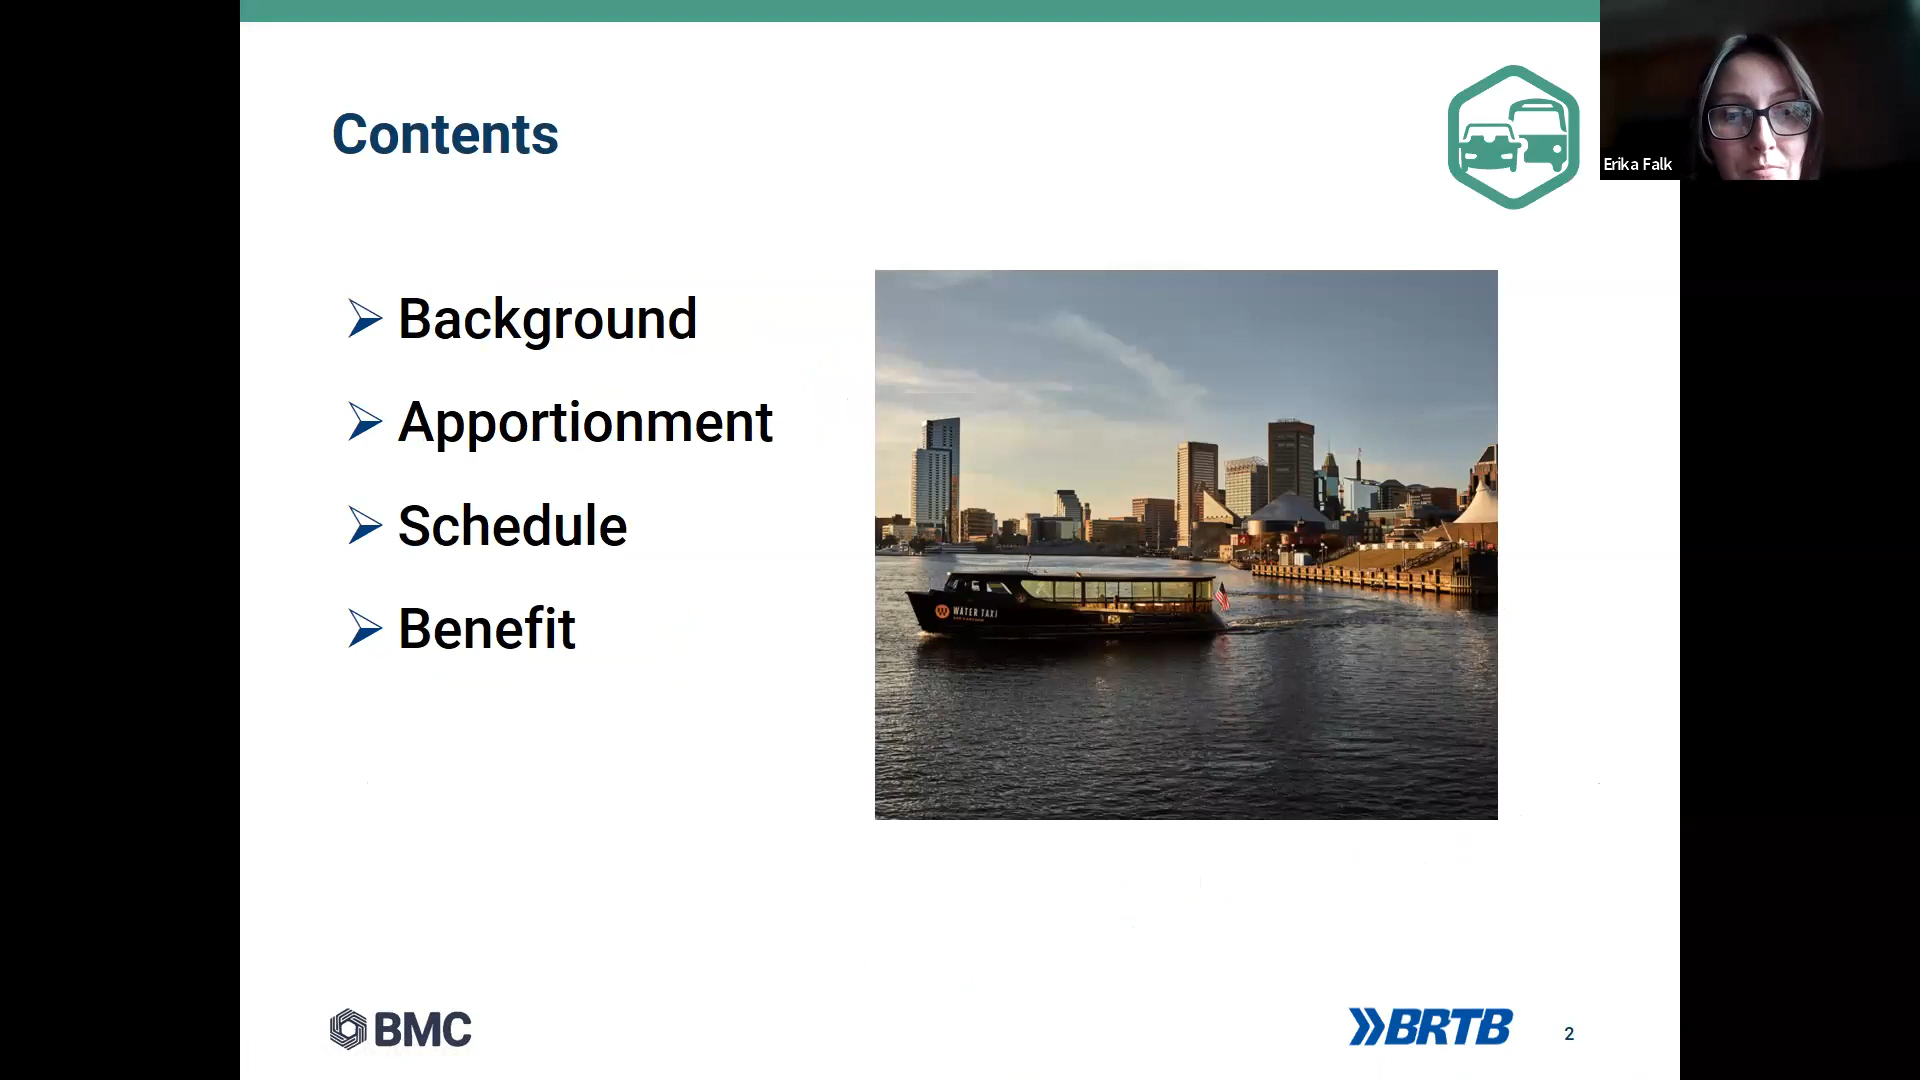 Contents
Erika Falk
Background
Apportionment
Schedule
Benefit
WATER TAXI
BMC
BRTB
2